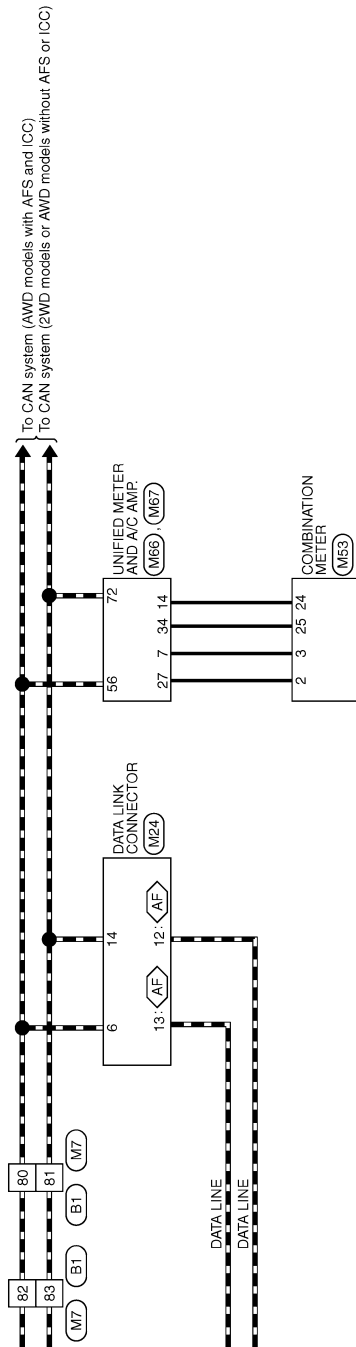 To CAN system (AWD models with AFS and ICC)
To CAN system (2WD models or AWD models without AFS or ICC)
UNIFIED METER
AND A/C AMP.
M66 , M67
56
72
27
7
34
14
2
3
25
24
COMBINATION
METER
M53
DATA LINK
CONNECTOR
M24
6
14
13: AF
12: AF
82
83
M7
B1
80
81
B1
M7
DATA LINE
DATA LINE